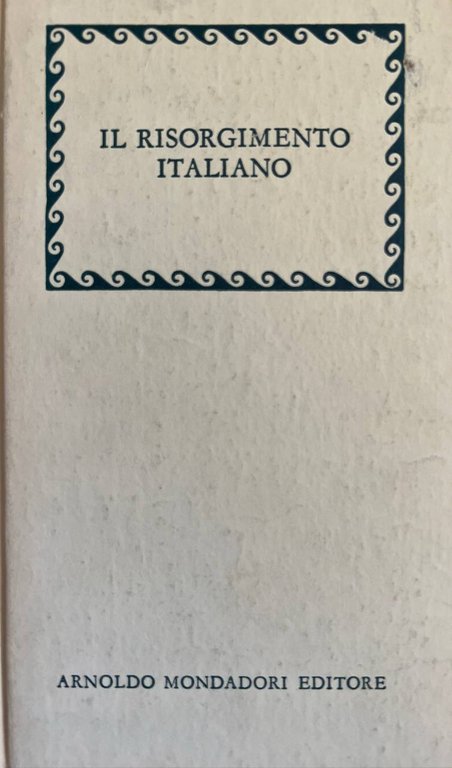 IL RISORGIMENTO
ITALIANO
ARNOLDO MONDADORI EDITORE